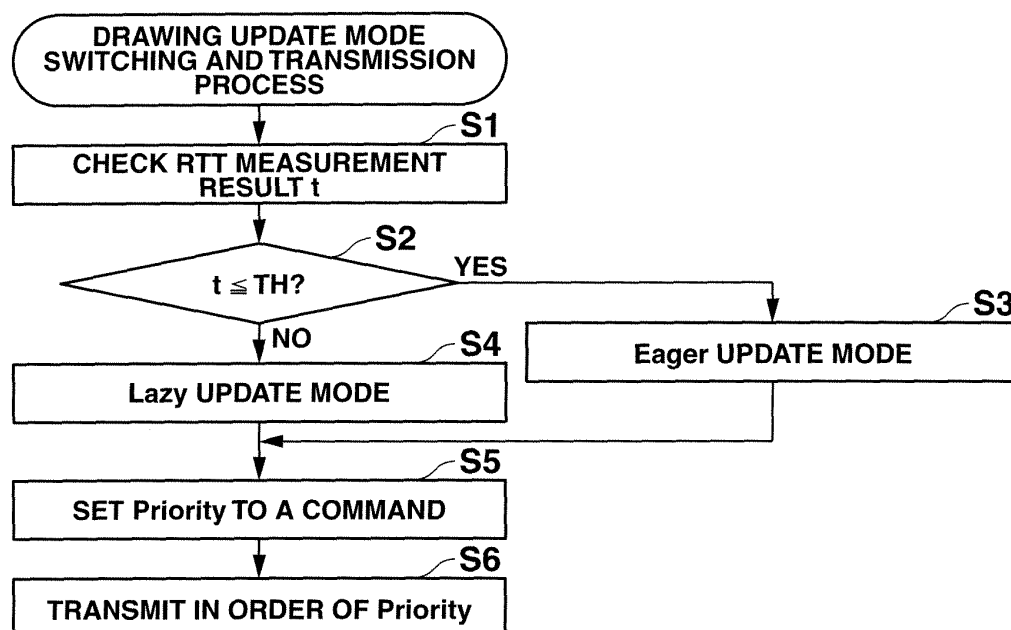 DRAWING UPDATE MODE
SWITCHING AND TRANSMISSION
PROCESS
S1
CHECK RTT MEASUREMENT
RESULT t
S2
t ≦ TH?
YES
NO
S3
Eager UPDATE MODE
S4
Lazy UPDATE MODE
S5
SET Priority TO A COMMAND
S6
TRANSMIT IN ORDER OF Priority